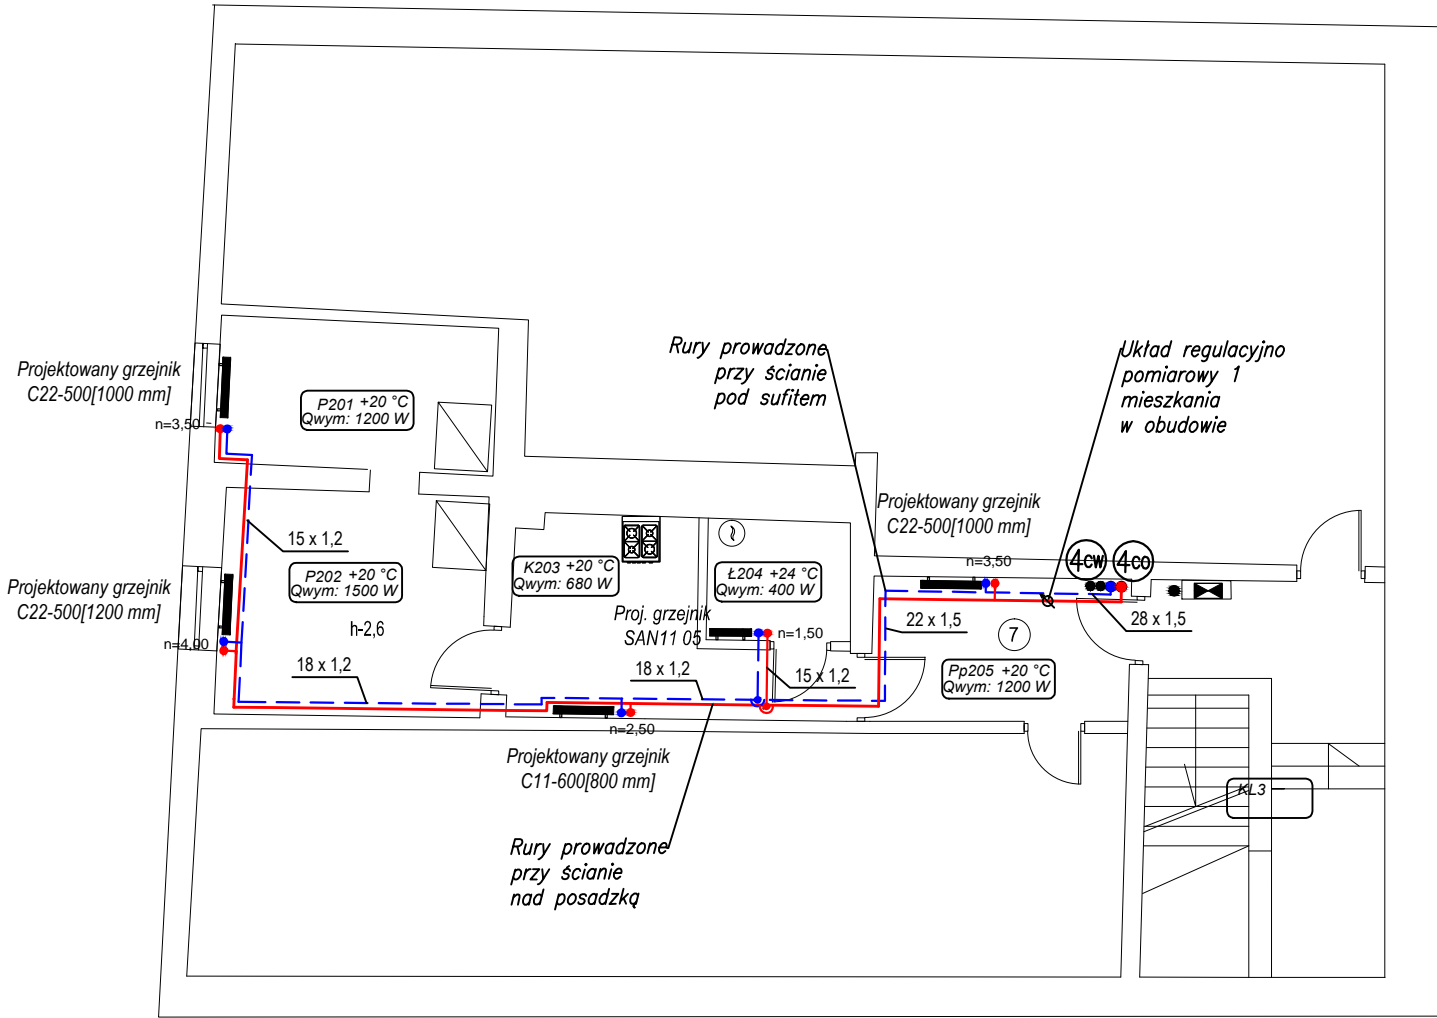 Rury prowadzone
przy ścianie
pod sufitem
Układ regulacyjno
pomiarowy 1
mieszkania
w obudowie
Projektowany grzejnik
C22-500[1000 mm]
n=3,50
P201 +20 °C
Qwym: 1200 W
Projektowany grzejnik
C22-500[1000 mm]
n=3,50
4cw
4co
15 x 1,2
Projektowany grzejnik
C22-500[1200 mm]
n=4,00
P202 +20 °C
Qwym: 1500 W
h-2,6
K203 +20 °C
Qwym: 680 W
Ł204 +24 °C
Qwym: 400 W
Proj. grzejnik
SAN11 05
n=1,50
22 x 1,5
7
28 x 1,5
18 x 1,2
18 x 1,2
15 x 1,2
Pp205 +20 °C
Qwym: 1200 W
n=2,50
Projektowany grzejnik
C11-600[800 mm]
KL3
Rury prowadzone
przy ścianie
nad posadzką